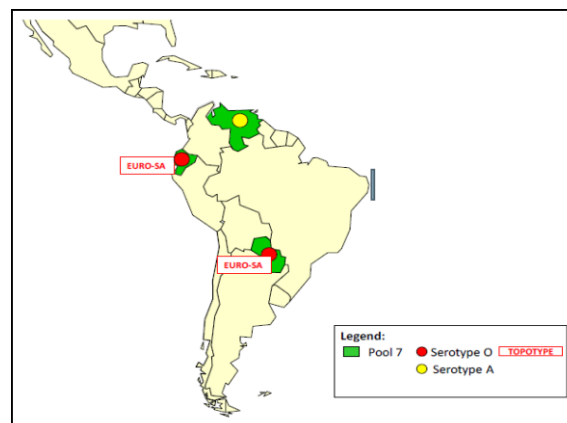 EURO-SA
EURO-SA
Legend:
Pool 7 Serotype O TOPOTYPE
Serotype A